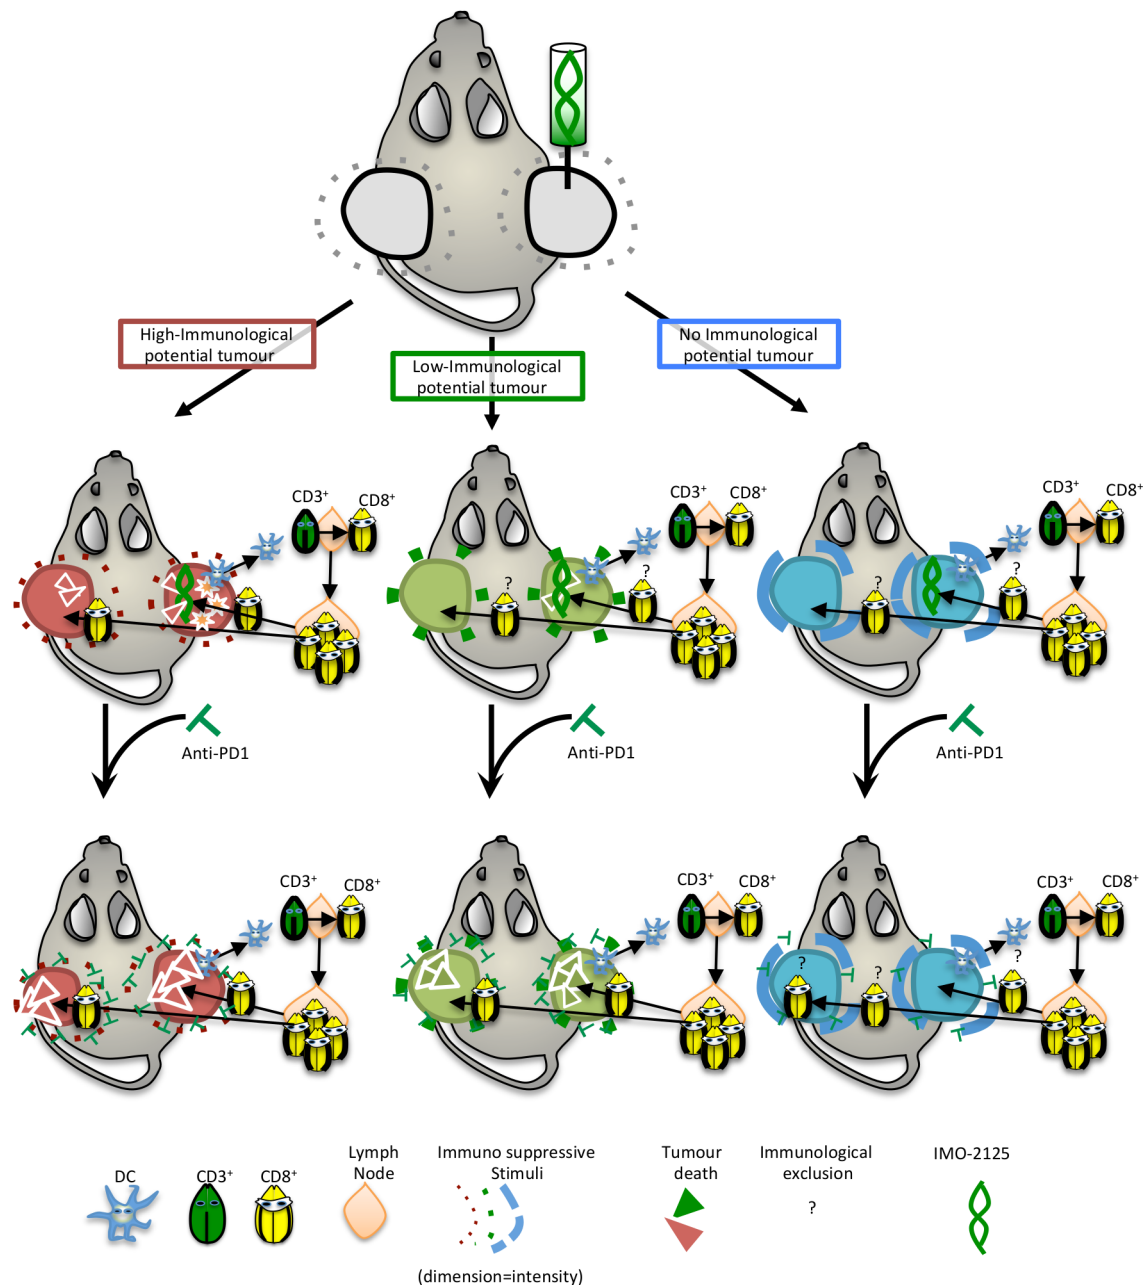 High-Immunological
potential tumour
Low-Immunological
potential tumour
No Immunological
potential tumour
CD3⁺
CD8⁺
CD3⁺
CD8⁺
CD3⁺
CD8⁺
?
?
?
?
Anti-PD1
Anti-PD1
Anti-PD1
CD3⁺
CD8⁺
CD3⁺
CD8⁺
CD3⁺
CD8⁺
?
?
?
DC
CD3⁺
CD8⁺
Lymph
Node
Immuno suppressive
Stimuli
(dimension=intensity)
Tumour
death
Immunological
exclusion
?
IMO-2125